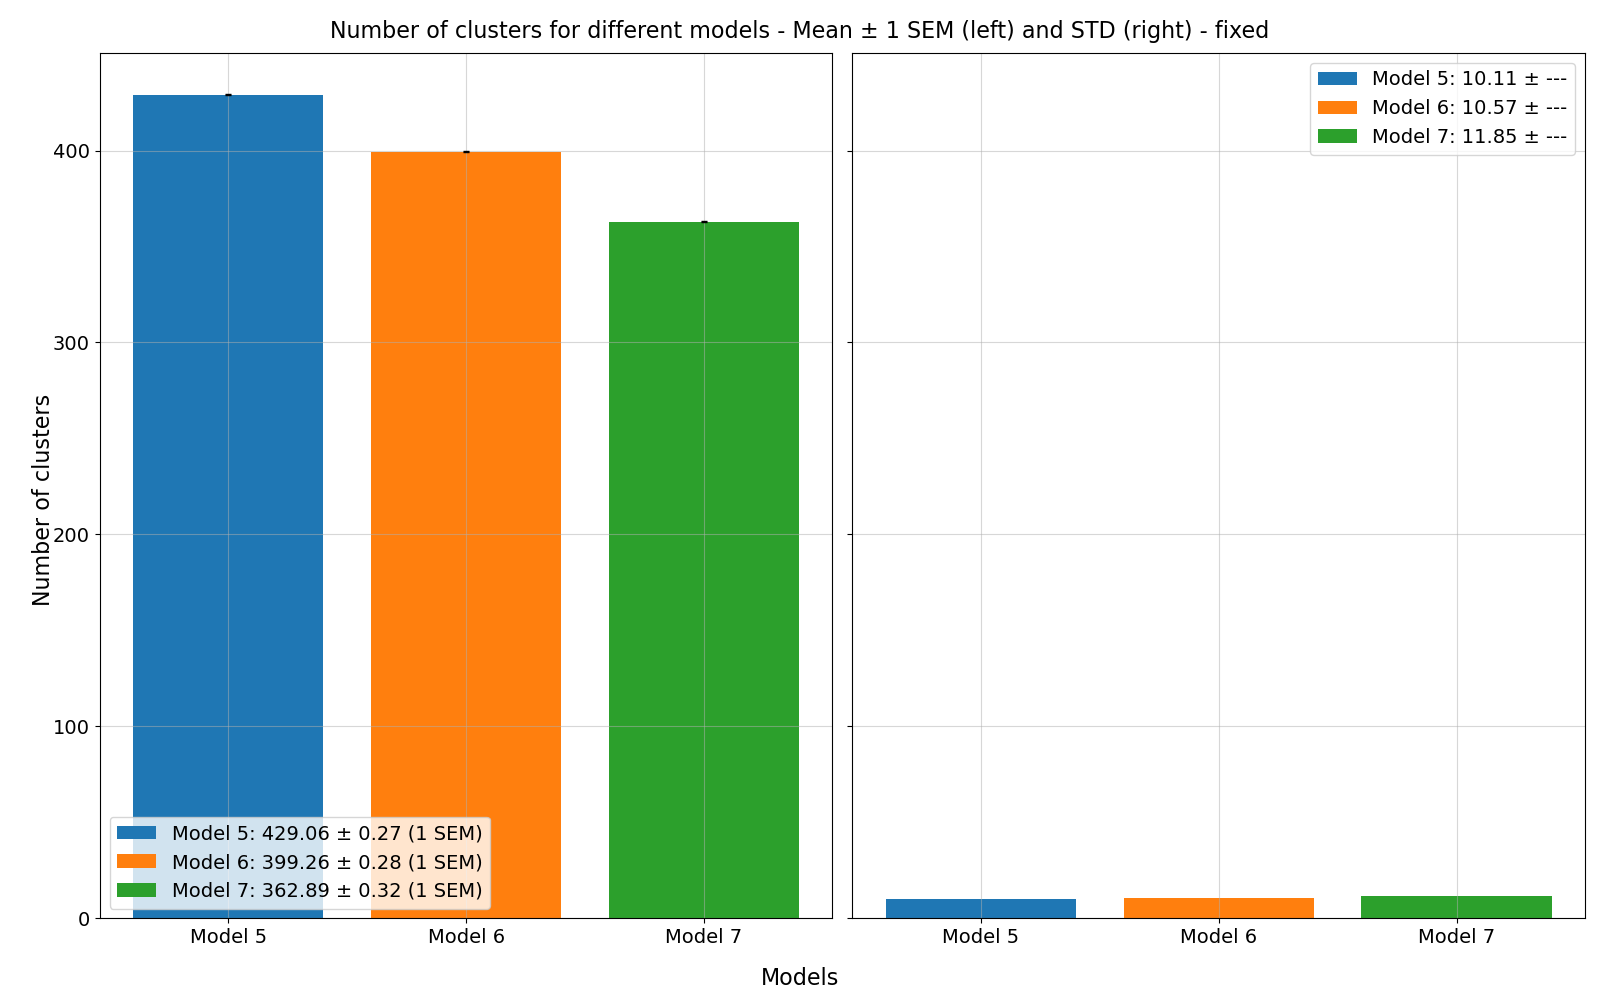 Number of clusters for different models - Mean ± 1 SEM (left) and STD (right) - fixed
Number of clusters
400
300
200
100
0
Model 5: 429.06 ± 0.27 (1 SEM)
Model 6: 399.26 ± 0.28 (1 SEM)
Model 7: 362.89 ± 0.32 (1 SEM)
Model 5
Model 6
Model 7
Model 5: 10.11 ± ---
Model 6: 10.57 ± ---
Model 7: 11.85 ± ---
Model 5
Model 6
Model 7
Models